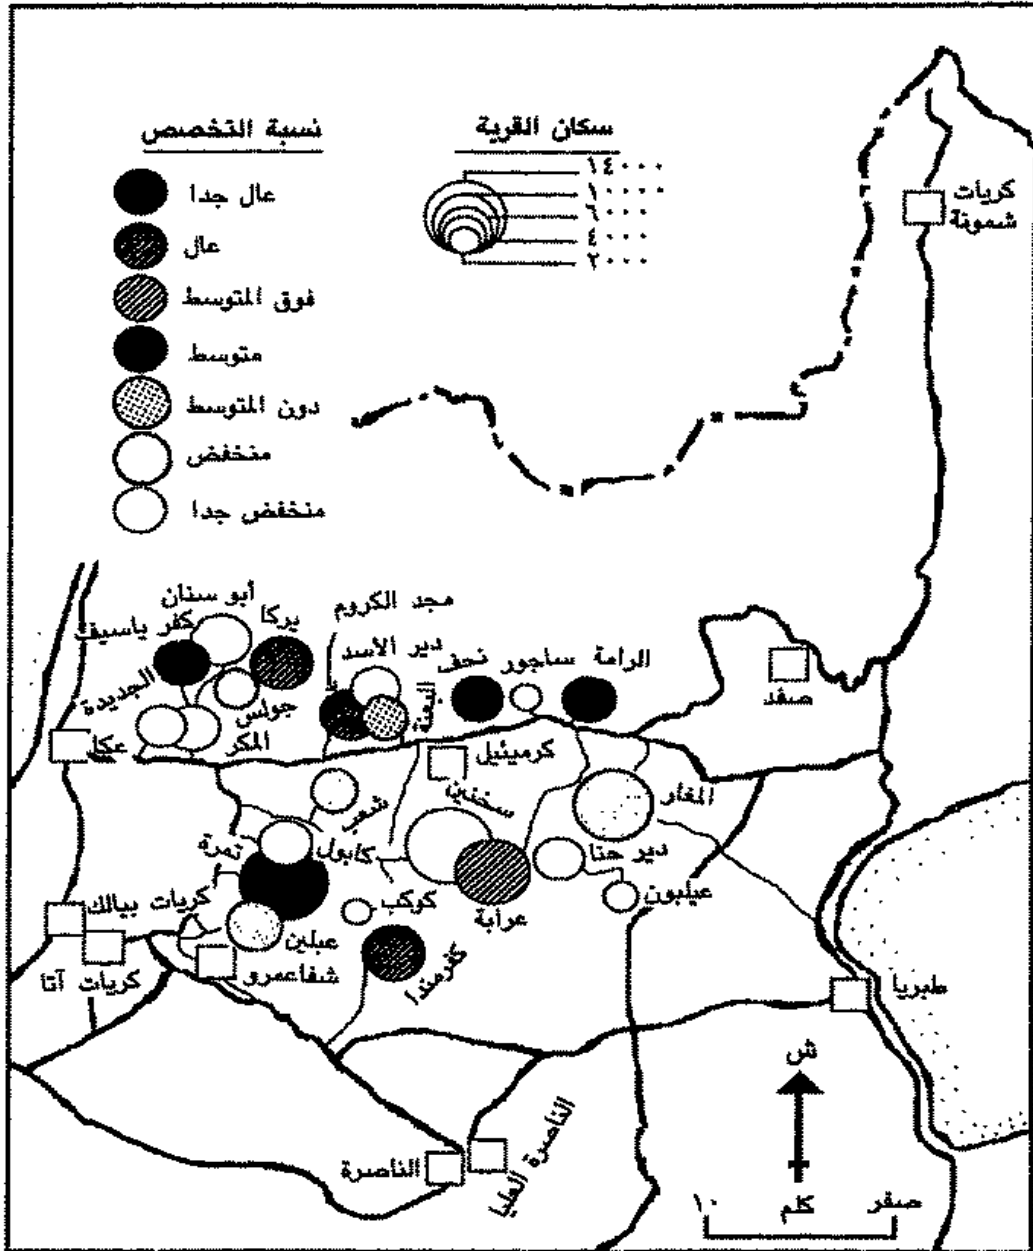 نسبة التخصص
عال جدا
عال
فوق المتوسط
متوسط
دون المتوسط
منخفض
منخفض جدا
سكان القرية
١٤٠٠٠
١٠٠٠٠
٦٠٠٠
٤٠٠٠
٢٠٠٠
كريات
شمونة
أبو سنان
كفر ياسيف
يركا
الجديدة
جولس
المكر
عكا
مجد الكروم
دير الأسد
البعنة
نحف
ساجور
الرامة
صفد
كرميئيل
سخنين
شعب
كابول
تمرة
المغار
دير حنا
عيلبون
عرابة
كوكب
كفرمندا
عبلين
شفاعمرو
كريات بيالك
كريات آتا
طبريا
الناصرة
الناصرة العليا
ش
صفر
كلم
١٠